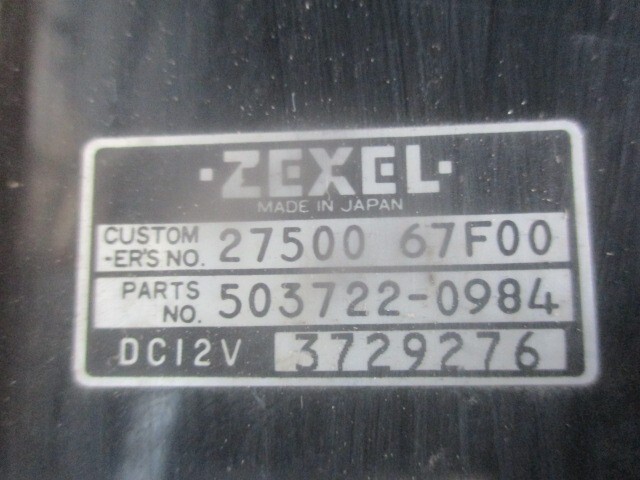 ·ZEXEL·
MADE IN JAPAN
CUSTOM
-ER'S NO. 27500 67F00
PARTS
NO. 503722-0984
DC12V 3729276